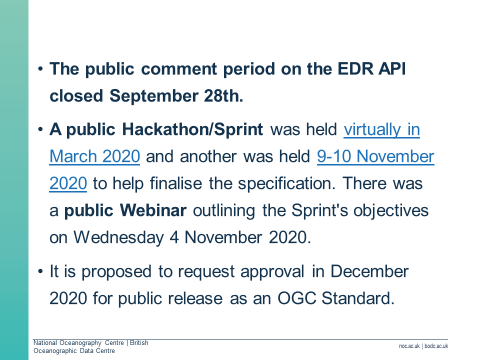 • The public comment period on the EDR API
closed September 28th.
• A public Hackathon/Sprint was held virtually in
March 2020 and another was held 9-10 November
2020 to help finalise the specification. There was
a public Webinar outlining the Sprint's objectives
on Wednesday 4 November 2020.
• It is proposed to request approval in December
2020 for public release as an OGC Standard.
National Oceanography Centre | British
Oceanographic Data Centre
noc.ac.uk | bodc.ac.uk